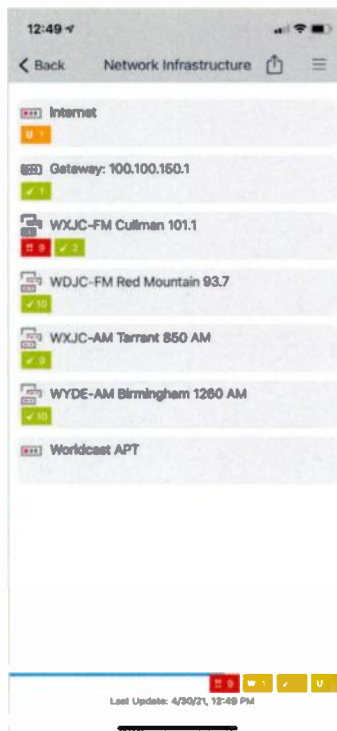 12:49
Back Network Infrastructure
Internet
U 1
Gateway: 100.100.150.1
✓ 1
WXJC-FM Cullman 101.1
!! 9 ✓ 2
WDJC-FM Red Mountain 93.7
✓ 10
WXJC-AM Tarrant 850 AM
✓ 9
WYDE-AM Birmingham 1260 AM
✓ 10
Worldcast APT
!! 9 W 1 ✓ U
Last Update: 4/30/21, 12:49 PM